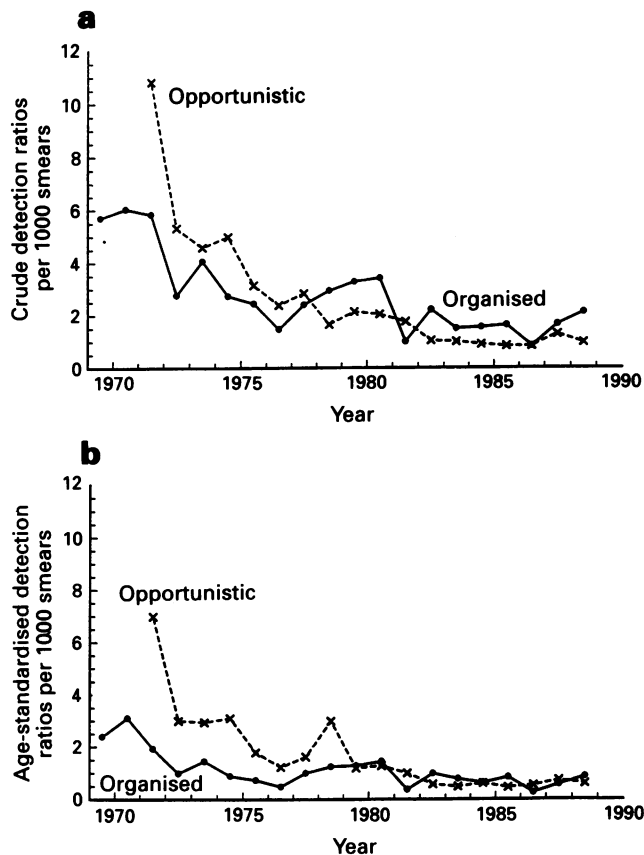 a
Crude detection ratios
per 1000 smears
12
10
8
6
4
2
0
Opportunistic
Organised
1970
1975
1980
1985
1990
Year
b
Age-standardised detection
ratios per 1000 smears
12
10
8
6
4
2
0
Opportunistic
Organised
1970
1975
1980
1985
1990
Year